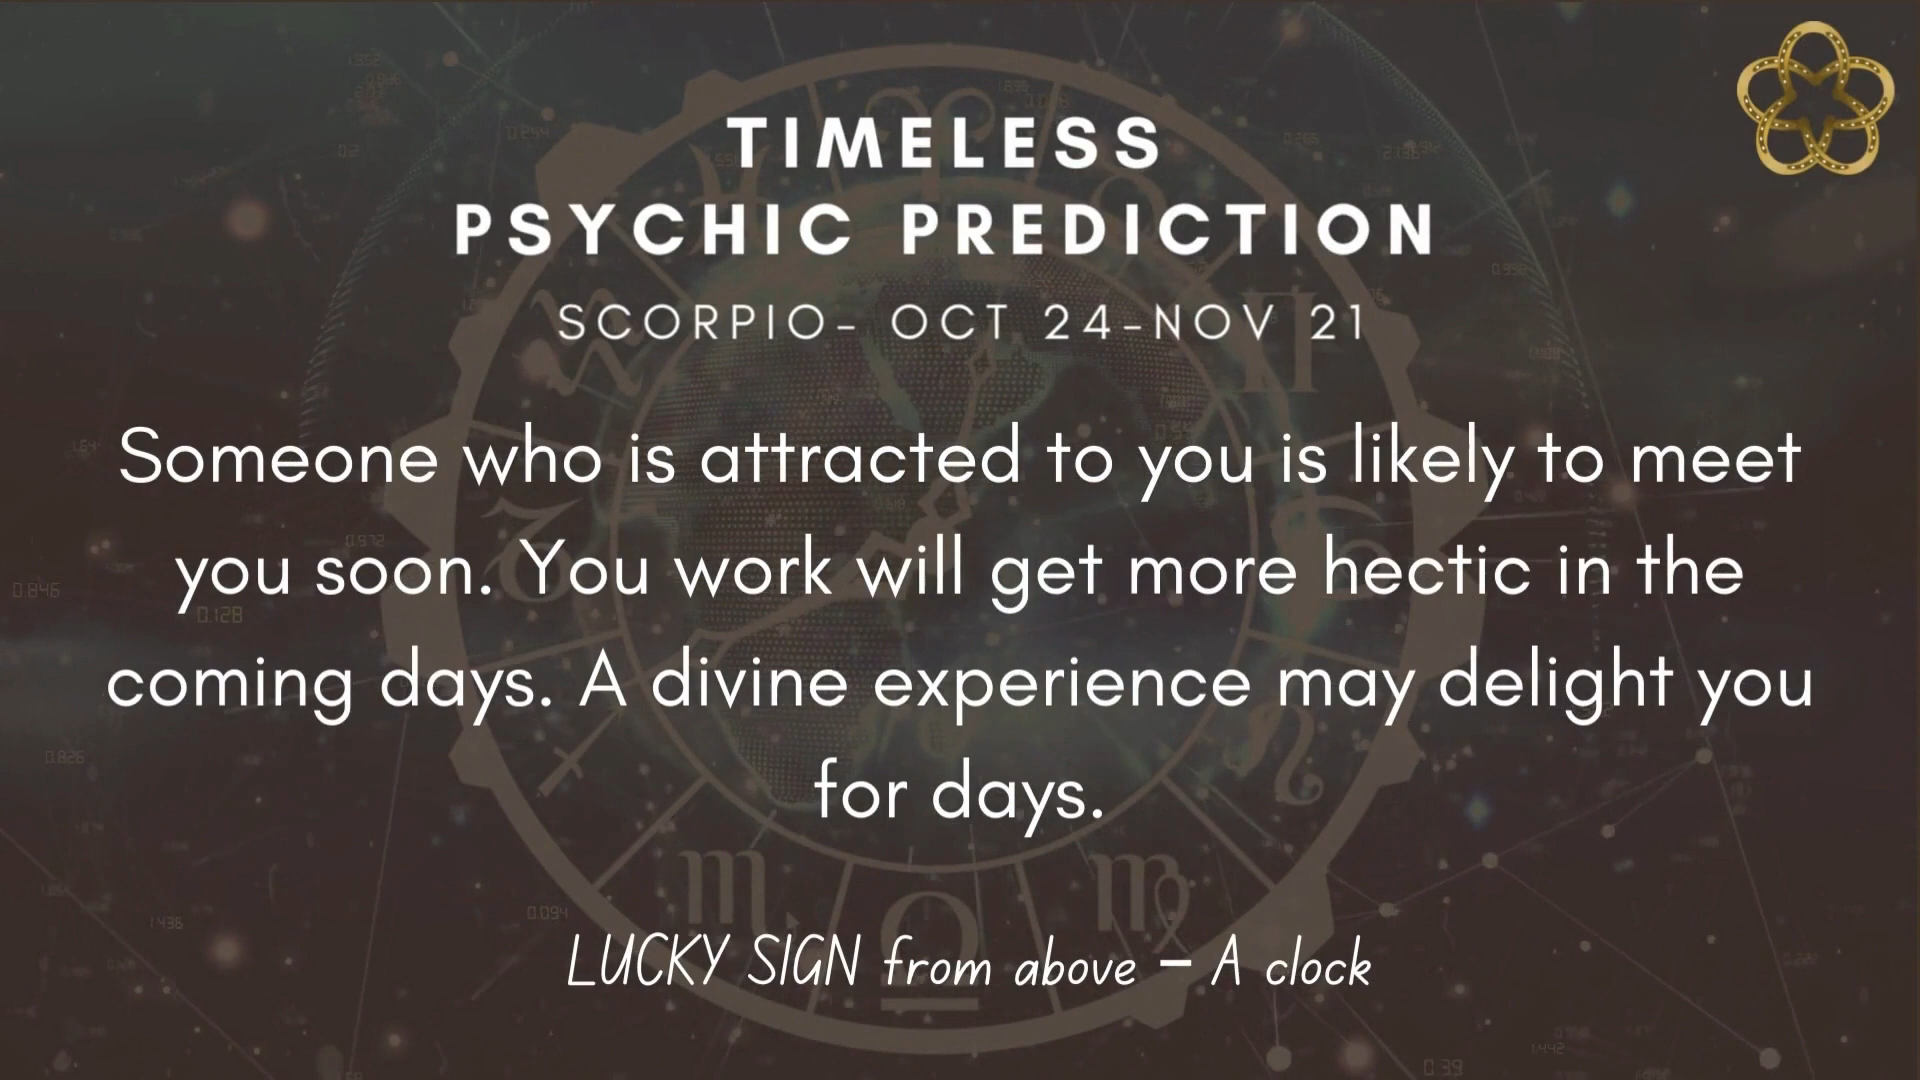 TIMELESS
PSYCHIC PREDICTION
SCORPIO- OCT 24-NOV 21
Someone who is attracted to you is likely to meet
you soon. You work will get more hectic in the
coming days. A divine experience may delight you
for days.
LUCKY SIGN from above – A clock